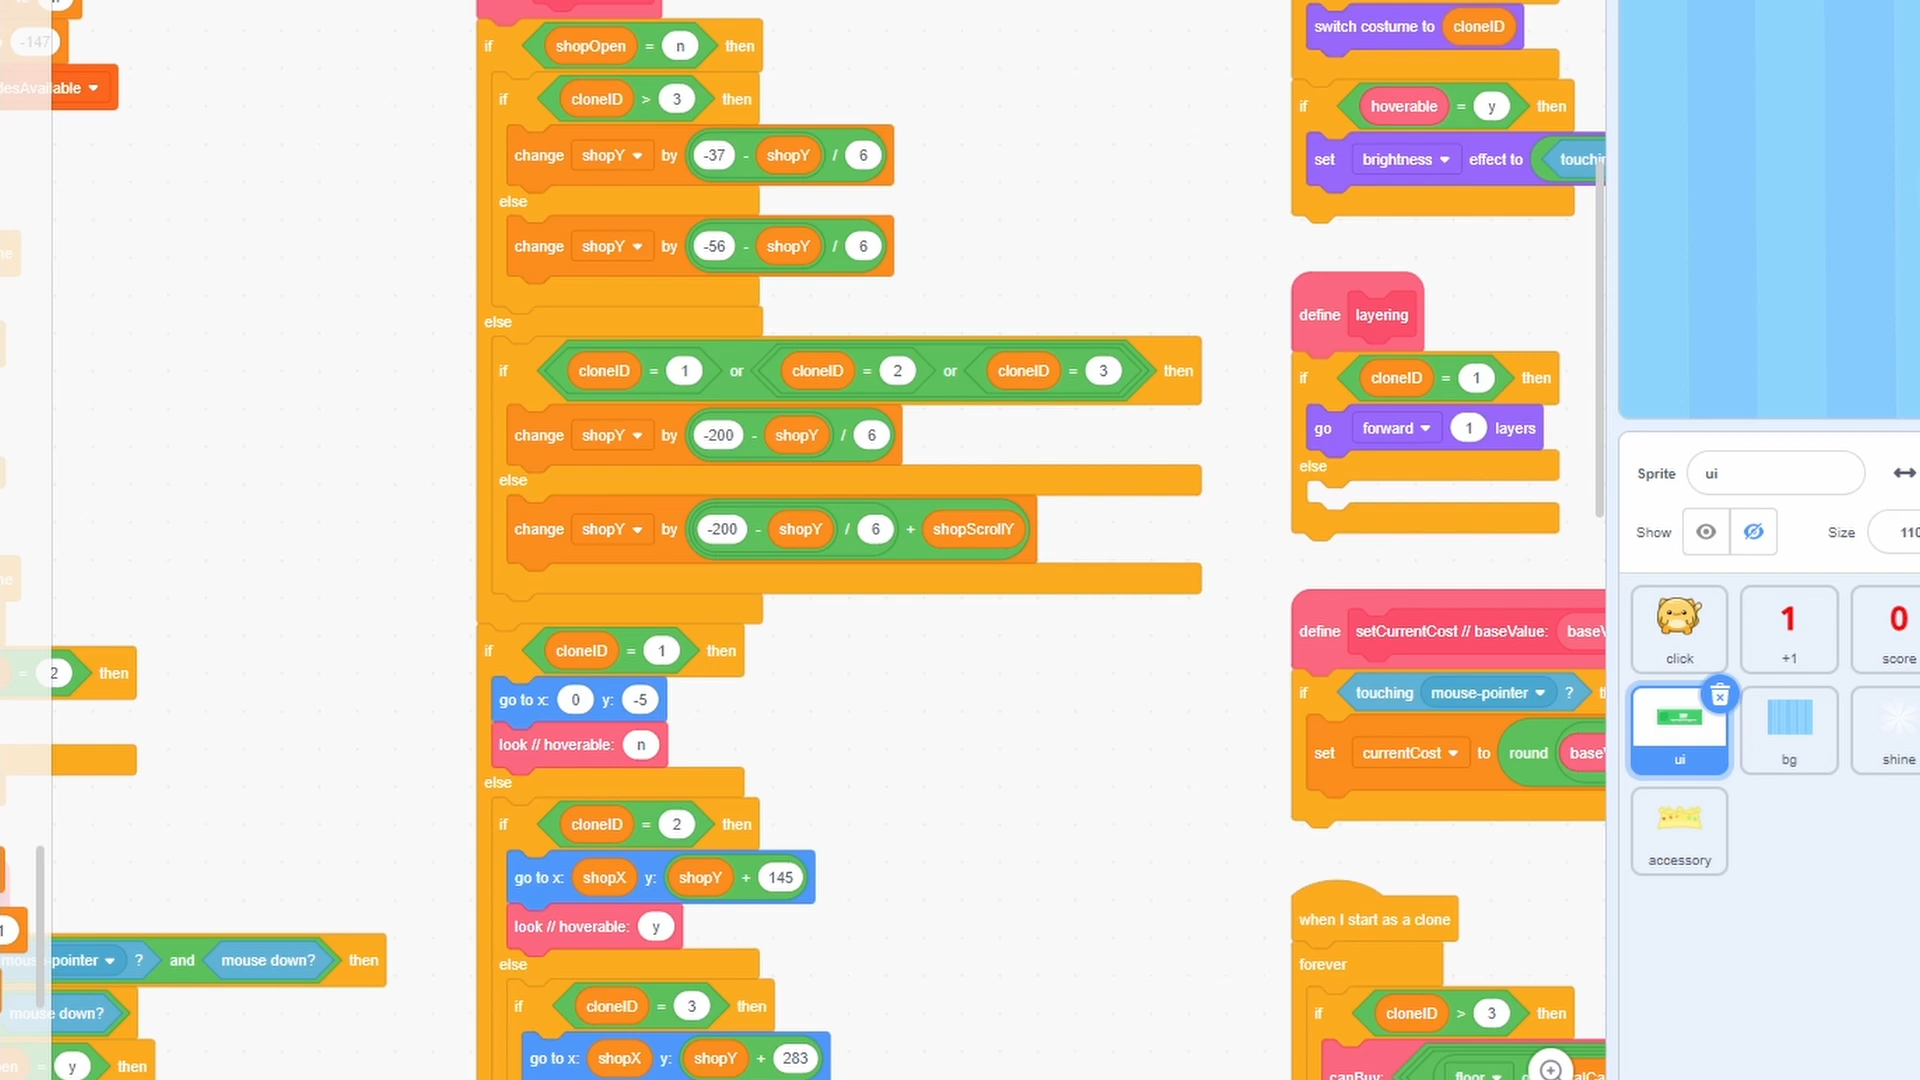 -147
desAvailable
= 2 then
mouse-pointer ? and mouse down? then
mouse down?
= y then
if shopOpen = n then
if cloneID > 3 then
change shopY by -37 - shopY / 6
else
change shopY by -56 - shopY / 6
else
if cloneID = 1 or cloneID = 2 or cloneID = 3 then
change shopY by -200 - shopY / 6
else
change shopY by -200 - shopY / 6 + shopScrollY
if cloneID = 1 then
go to x: 0 y: -5
look // hoverable: n
else
if cloneID = 2 then
go to x: shopX y: shopY + 145
look // hoverable: y
else
if cloneID = 3 then
go to x: shopX y: shopY + 283
switch costume to cloneID
if hoverable = y then
set brightness effect to touchin
define layering
if cloneID = 1 then
go forward 1 layers
else
define setCurrentCost // baseValue: baseV
if touching mouse-pointer ? t
set currentCost to round baseV
when I start as a clone
forever
if cloneID > 3 then
canBuy: floor
Sprite ui
Show Size 110
1 0
click +1 score
ui bg shine
accessory